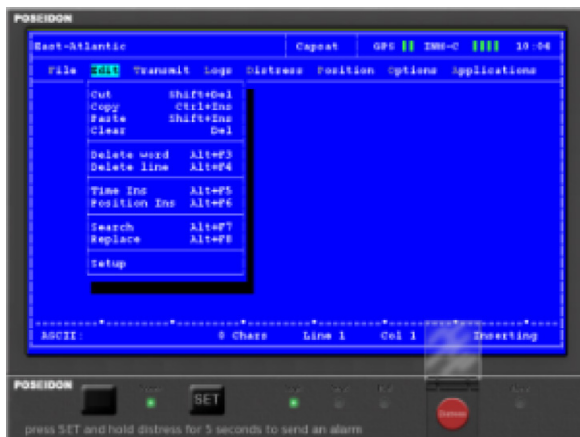 POSEIDON
East-Atlantic Capsat GPS INM-C 10:06
File Edit Transmit Logs Distress Position Options Applications
Cut Shift+Del
Copy Ctrl+Ins
Paste Shift+Ins
Clear Del
Delete word Alt+F3
Delete line Alt+F4
Time Ins Alt+F5
Position Ins Alt+F6
Search Alt+F7
Replace Alt+F8
Setup
ASCII: 0 Chars Line 1 Col 1 Inserting
POSEIDON
SET
Distress
press SET and hold distress for 5 seconds to send an alarm